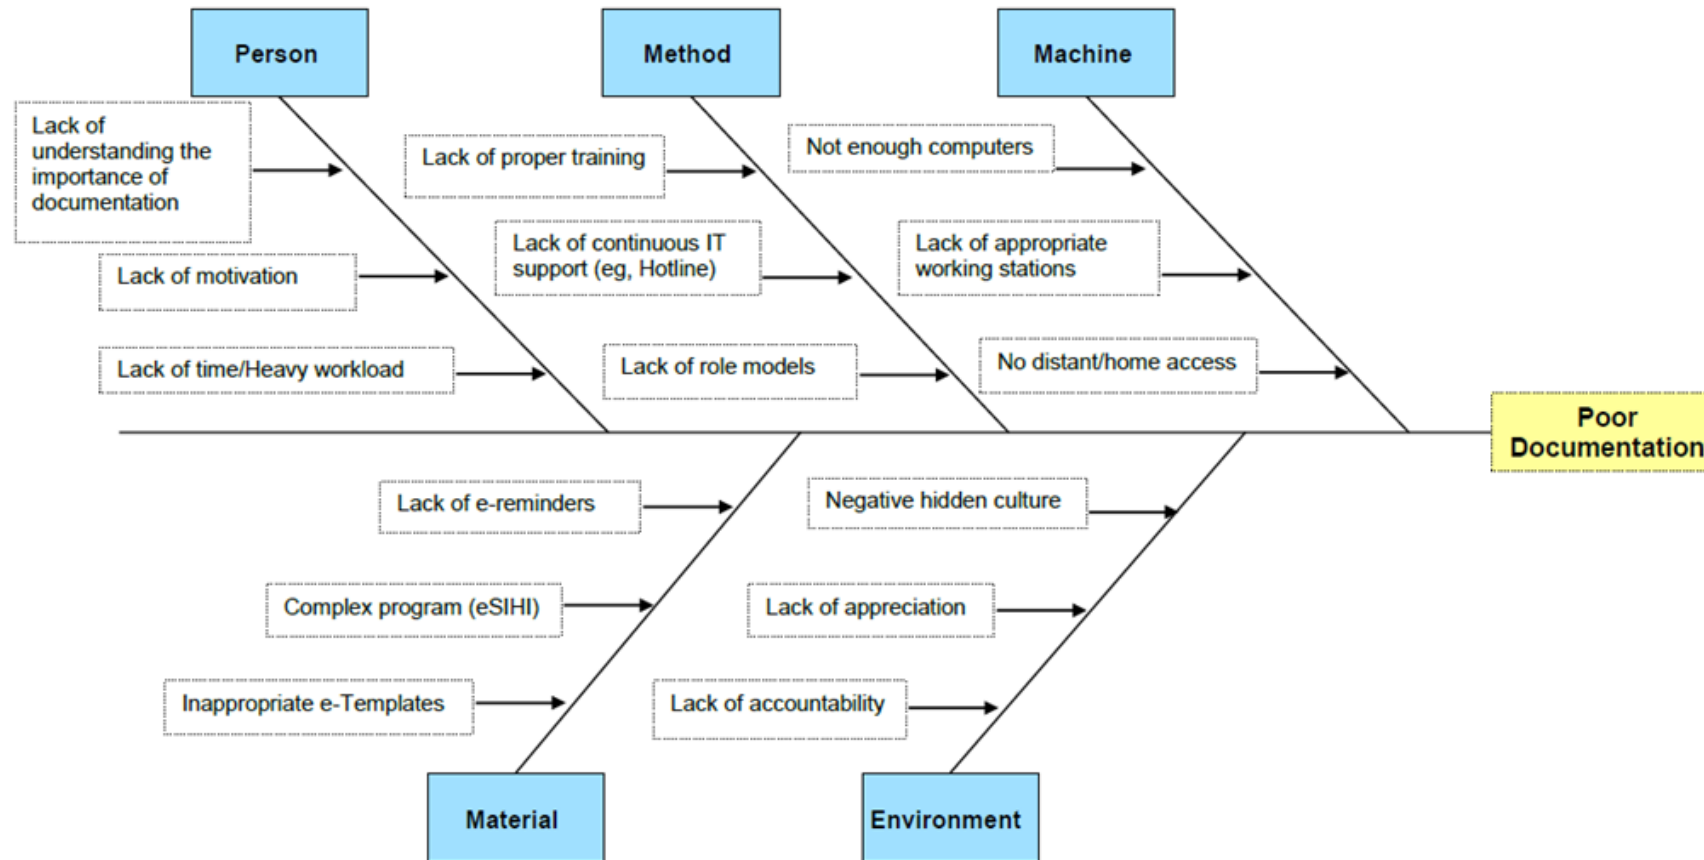 Person
Method
Machine
Lack of
understanding the
importance of
documentation
Lack of motivation
Lack of time/Heavy workload
Lack of proper training
Lack of continuous IT
support (eg, Hotline)
Lack of role models
Not enough computers
Lack of appropriate
working stations
No distant/home access
Poor
Documentation
Lack of e-reminders
Complex program (eSIHI)
Inappropriate e-Templates
Negative hidden culture
Lack of appreciation
Lack of accountability
Material
Environment